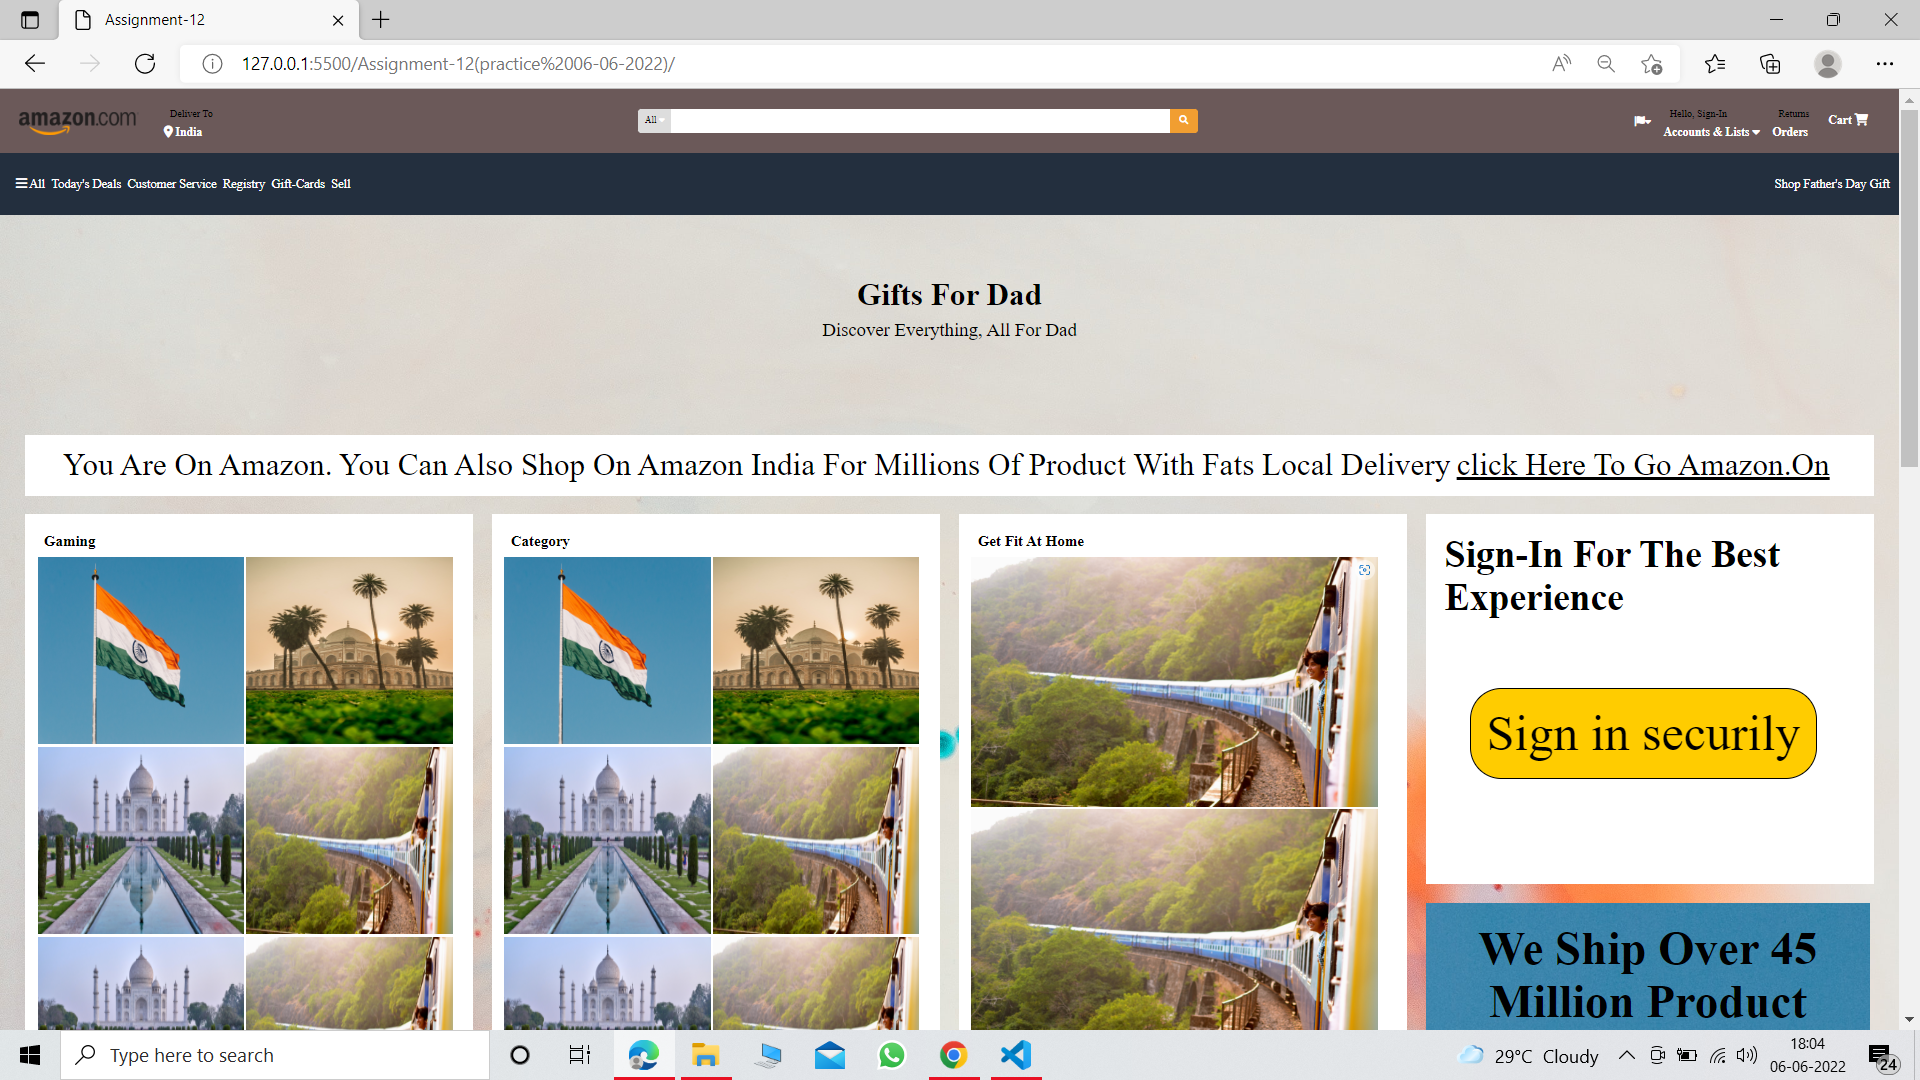 Assignment-12
127.0.0.1:5500/Assignment-12(practice%2006-06-2022)/
amazon.com
Deliver To
India
All
Hello, Sign-In
Accounts & Lists
Returns
Orders
Cart
All Today's Deals Customer Service Registry Gift-Cards Sell
Shop Father's Day Gift
Gifts For Dad
Discover Everything, All For Dad
You Are On Amazon. You Can Also Shop On Amazon India For Millions Of Product With Fats Local Delivery click Here To Go Amazon.On
Gaming
Category
Get Fit At Home
Sign-In For The Best
Experience
Sign in securily
We Ship Over 45
Million Product
Type here to search
29°C Cloudy
18:04
06-06-2022
24